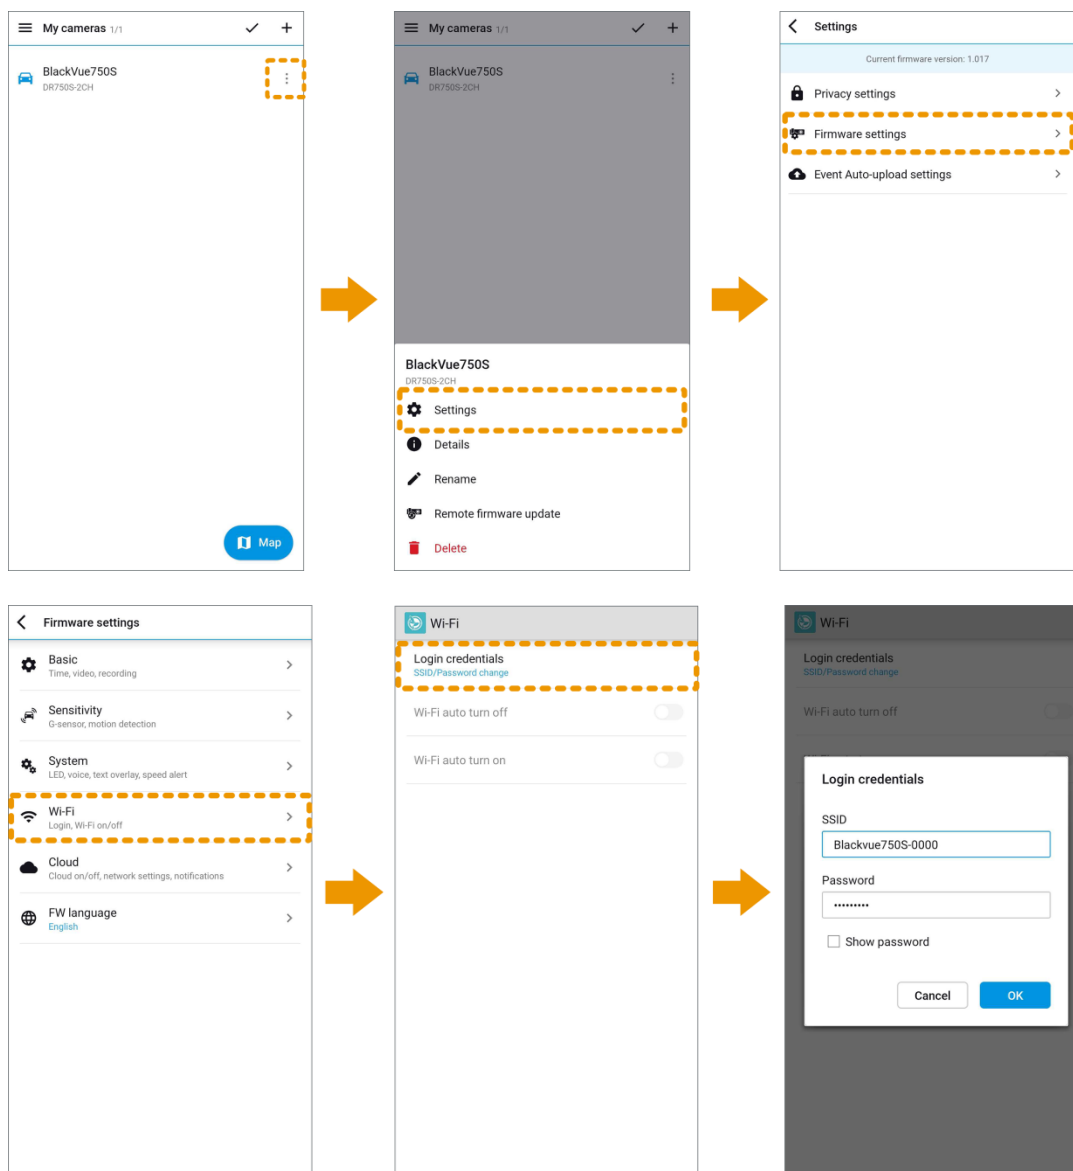 My cameras 1/1
BlackVue750S
DR750S-2CH
Map
My cameras 1/1
BlackVue750S
DR750S-2CH
BlackVue750S
DR750S-2CH
Settings
Details
Rename
Remote firmware update
Delete
Settings
Current firmware version: 1.017
Privacy settings
Firmware settings
Event Auto-upload settings
Firmware settings
Basic
Time, video, recording
Sensitivity
G-sensor, motion detection
System
LED, voice, text overlay, speed alert
Wi-Fi
Login, Wi-Fi on/off
Cloud
Cloud on/off, network settings, notifications
FW language
English
Wi-Fi
Login credentials
SSID/Password change
Wi-Fi auto turn off
Wi-Fi auto turn on
Wi-Fi
Login credentials
SSID/Password change
Wi-Fi auto turn off
Login credentials
SSID
Blackvue750S-0000
Password
•••••••••
Show password
Cancel OK